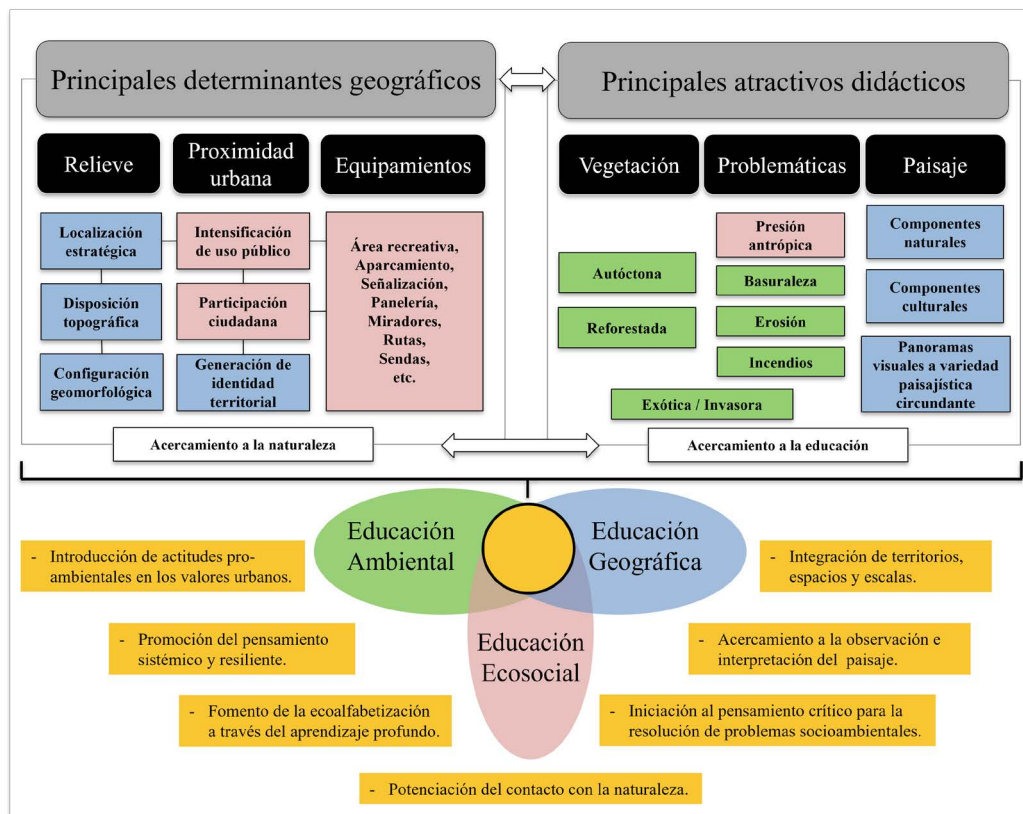 Principales determinantes geográficos
Principales atractivos didácticos
Relieve
Proximidad
urbana
Equipamientos
Vegetación
Problemáticas
Paisaje
Localización
estratégica
Disposición
topográfica
Configuración
geomorfológica
Intensificación
de uso público
Participación
ciudadana
Generación de
identidad
territorial
Área recreativa,
Aparcamiento,
Señalización,
Panelería,
Miradores,
Rutas,
Sendas,
etc.
Autóctona
Reforestada
Exótica / Invasora
Presión
antrópica
Basuraleza
Erosión
Incendios
Componentes
naturales
Componentes
culturales
Panoramas
visuales a variedad
paisajística
circundante
Acercamiento a la naturaleza
Acercamiento a la educación
Educación
Ambiental
Educación
Geográfica
Educación
Ecosocial
- Introducción de actitudes pro-
ambientales en los valores urbanos.
- Promoción del pensamiento
sistémico y resiliente.
- Fomento de la ecoalfabetización
a través del aprendizaje profundo.
- Potenciación del contacto con la naturaleza.
- Integración de territorios,
espacios y escalas.
- Acercamiento a la observación e
interpretación del paisaje.
- Iniciación al pensamiento crítico para la
resolución de problemas socioambientales.